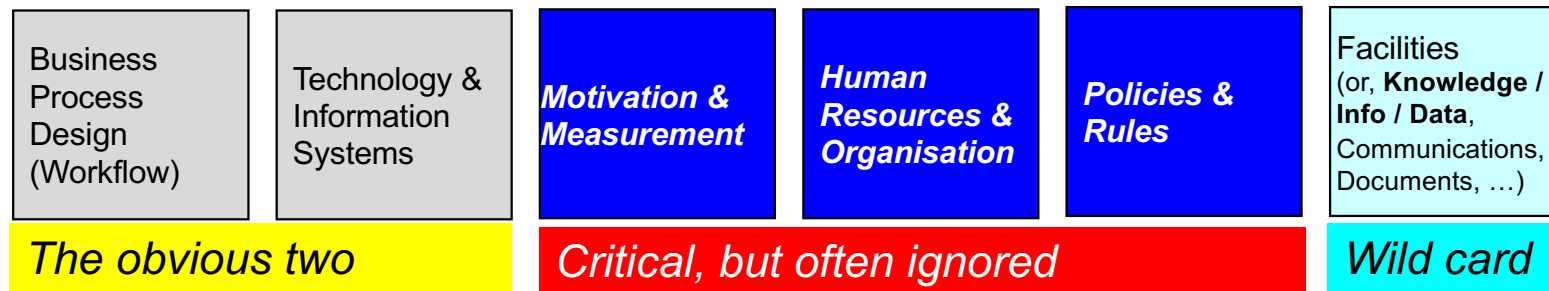 Business
Process
Design
(Workflow)
Technology &
Information
Systems
Motivation &
Measurement
Human
Resources &
Organisation
Policies &
Rules
Facilities
(or, Knowledge /
Info / Data,
Communications,
Documents, …)
The obvious two
Critical, but often ignored
Wild card